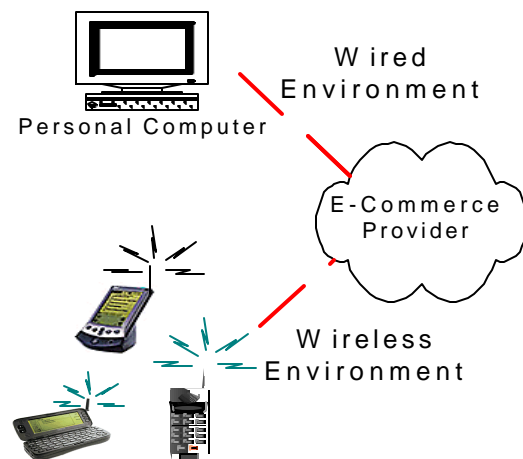 Wired
Environment
Personal Computer
E-Commerce
Provider
Wireless
Environment